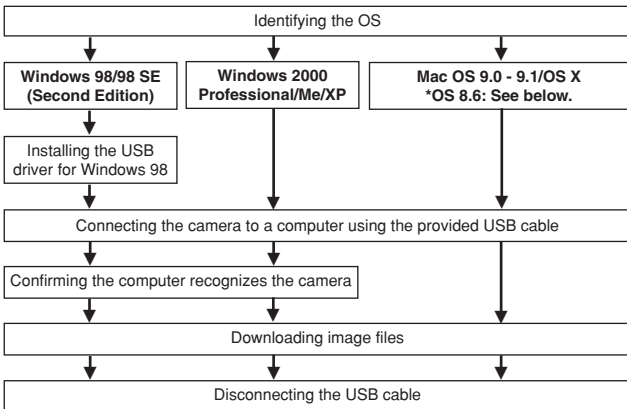 Identifying the OS
Windows 98/98 SE
(Second Edition)
Windows 2000
Professional/Me/XP
Mac OS 9.0 - 9.1/OS X
*OS 8.6: See below.
Installing the USB
driver for Windows 98
Connecting the camera to a computer using the provided USB cable
Confirming the computer recognizes the camera
Downloading image files
Disconnecting the USB cable